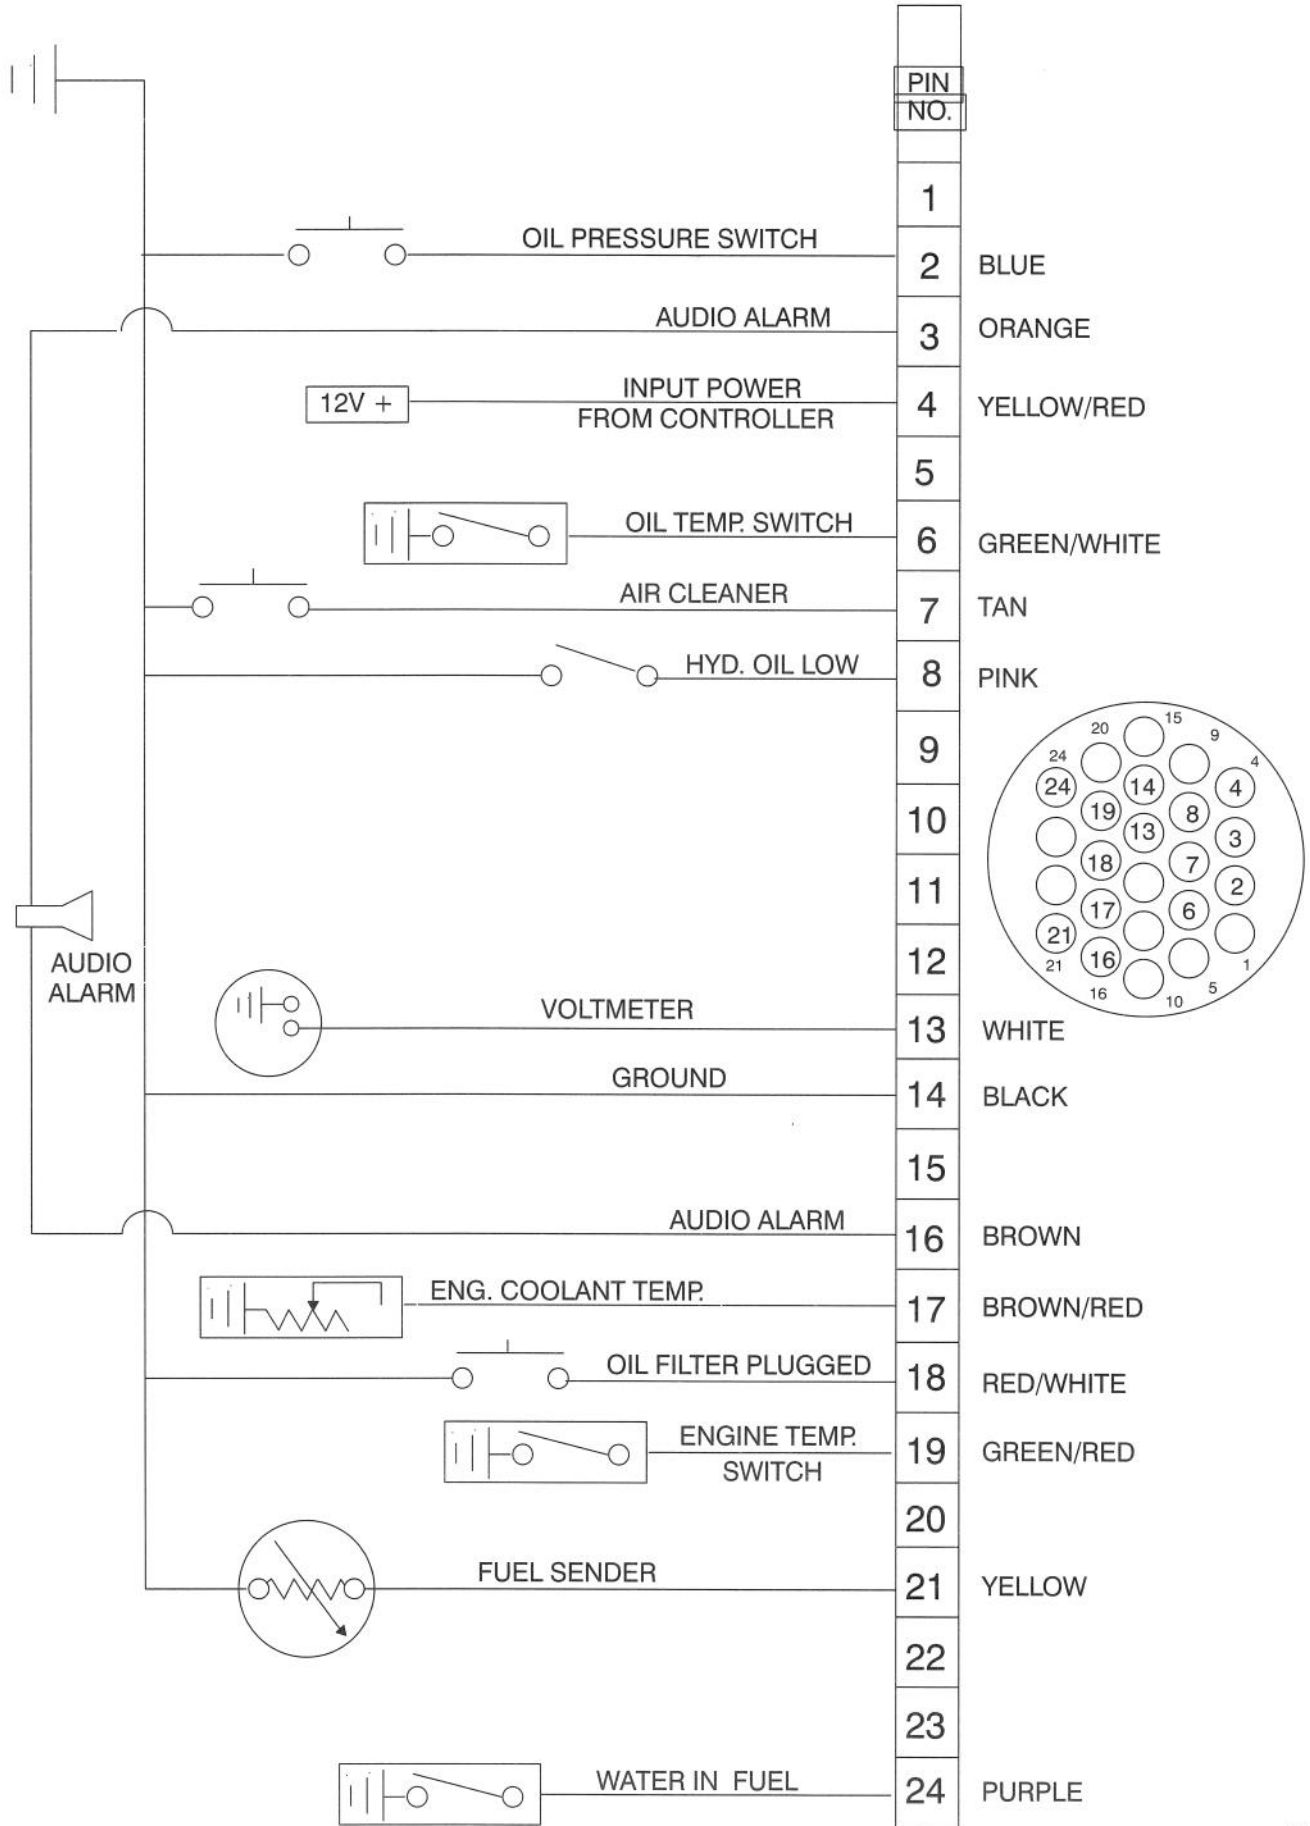 PIN
NO.
1
OIL PRESSURE SWITCH
2 BLUE
AUDIO ALARM
3 ORANGE
12V +
INPUT POWER
FROM CONTROLLER
4 YELLOW/RED
5
OIL TEMP. SWITCH
6 GREEN/WHITE
AIR CLEANER
7 TAN
HYD. OIL LOW
8 PINK
9
10
11
12
AUDIO
ALARM
VOLTMETER
13 WHITE
GROUND
14 BLACK
15
AUDIO ALARM
16 BROWN
ENG. COOLANT TEMP.
17 BROWN/RED
OIL FILTER PLUGGED
18 RED/WHITE
ENGINE TEMP.
SWITCH
19 GREEN/RED
20
FUEL SENDER
21 YELLOW
22
23
WATER IN FUEL
24 PURPLE
15
20 9
24 4
24 14 4
19 8
13 3
18 7
2
17 6
21
16
21 1
16 10 5